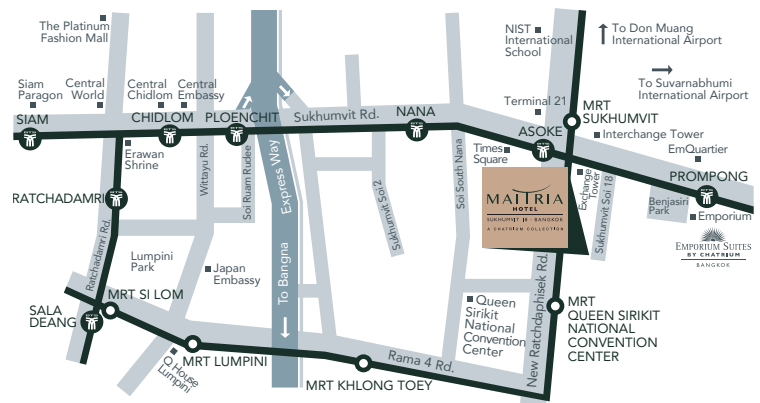 The Platinum
Fashion Mall
NIST
International
School
To Don Muang
International Airport
To Suvarnabhumi
International Airport
Siam
Paragon
Central
World
Central
Chidlom
Central
Embassy
Terminal 21
MRT
SUKHUMVIT
SIAM
CHIDLOM
PLOENCHIT
Sukhumvit Rd.
NANA
ASOKE
Interchange Tower
EmQuartier
Erawan
Shrine
Times
Square
PROMPONG
RATCHADAMRI
Ratchadamri Rd.
Wittayu Rd.
Soi Ruam Rudee
Express Way
To Bangna
Sukhumvit Soi 2
Soi South Nana
MAITRIA
HOTEL
SUKHUMVIT 18 - BANGKOK
A CHATRIUM COLLECTION
Exchange
Tower
Sukhumvit Soi 18
Benjasiri
Park
Emporium
EMPORIUM SUITES
BY CHATRIUM
BANGKOK
Lumpini
Park
Japan
Embassy
MRT SI LOM
SALA
DEANG
MRT LUMPINI
Q House
Lumpini
MRT KHLONG TOEY
Rama 4 Rd.
Queen
Sirikit
National
Convention
Center
New Ratchdaphisek Rd.
MRT
QUEEN SIRIKIT
NATIONAL
CONVENTION
CENTER